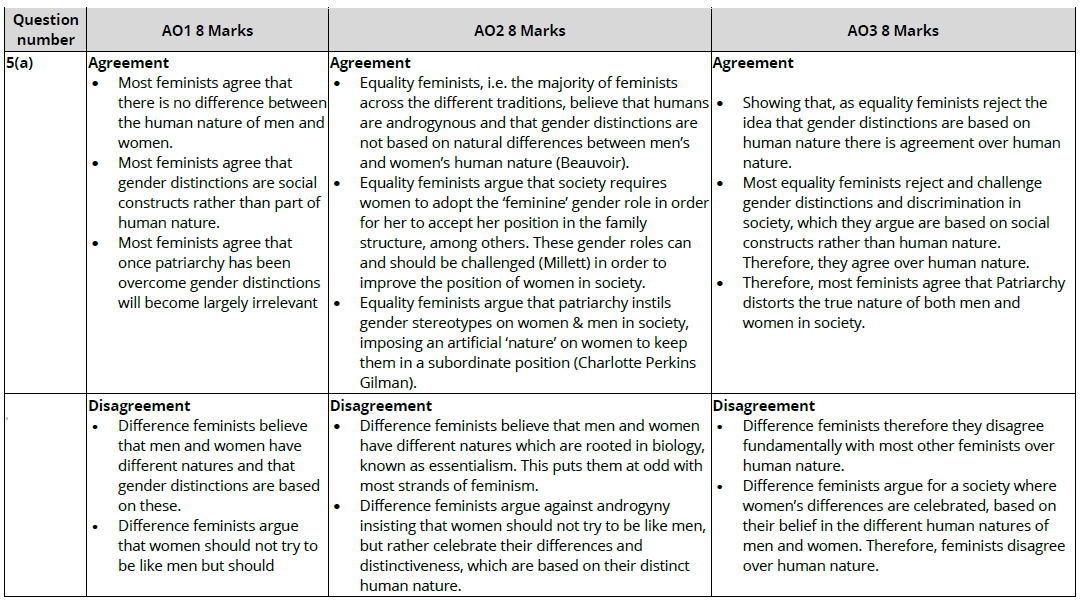 Question
number
AO1 8 Marks
AO2 8 Marks
AO3 8 Marks
5(a)
Agreement
• Most feminists agree that
there is no difference between
the human nature of men and
women.
• Most feminists agree that
gender distinctions are social
constructs rather than part of
human nature.
• Most feminists agree that
once patriarchy has been
overcome gender distinctions
will become largely irrelevant
Agreement
• Equality feminists, i.e. the majority of feminists
across the different traditions, believe that humans
are androgynous and that gender distinctions are
not based on natural differences between men’s
and women’s human nature (Beauvoir).
• Equality feminists argue that society requires
women to adopt the ‘feminine’ gender role in order
for her to accept her position in the family
structure, among others. These gender roles can
and should be challenged (Millett) in order to
improve the position of women in society.
• Equality feminists argue that patriarchy instils
gender stereotypes on women & men in society,
imposing an artificial ‘nature’ on women to keep
them in a subordinate position (Charlotte Perkins
Gilman).
Agreement
• Showing that, as equality feminists reject the
idea that gender distinctions are based on
human nature there is agreement over human
nature.
• Most equality feminists reject and challenge
gender distinctions and discrimination in
society, which they argue are based on social
constructs rather than human nature.
Therefore, they agree over human nature.
• Therefore, most feminists agree that Patriarchy
distorts the true nature of both men and
women in society.
Disagreement
• Difference feminists believe
that men and women have
different natures and that
gender distinctions are based
on these.
• Difference feminists argue
that women should not try to
be like men but should
Disagreement
• Difference feminists believe that men and women
have different natures which are rooted in biology,
known as essentialism. This puts them at odd with
most strands of feminism.
• Difference feminists argue against androgyny
insisting that women should not try to be like men,
but rather celebrate their differences and
distinctiveness, which are based on their distinct
human nature.
Disagreement
• Difference feminists therefore they disagree
fundamentally with most other feminists over
human nature.
• Difference feminists argue for a society where
women’s differences are celebrated, based on
their belief in the different human natures of
men and women. Therefore, feminists disagree
over human nature.